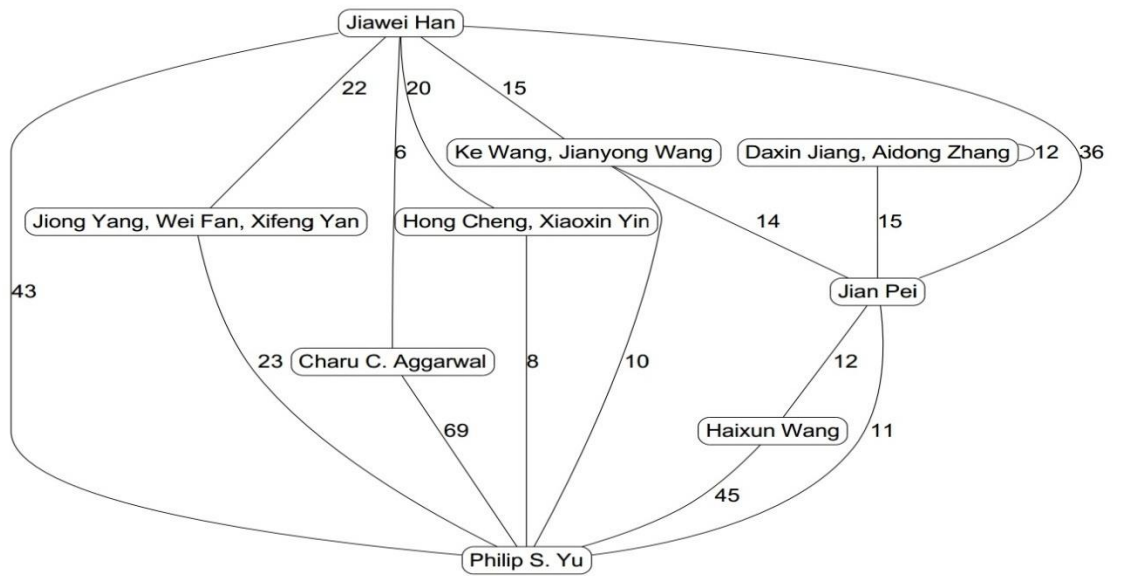 Jiawei Han
22
20
15
6
Ke Wang, Jianyong Wang
Daxin Jiang, Aidong Zhang
12
36
Jiong Yang, Wei Fan, Xifeng Yan
Hong Cheng, Xiaoxin Yin
14
15
43
Jian Pei
23
Charu C. Aggarwal
8
10
12
69
Haixun Wang
11
45
Philip S. Yu